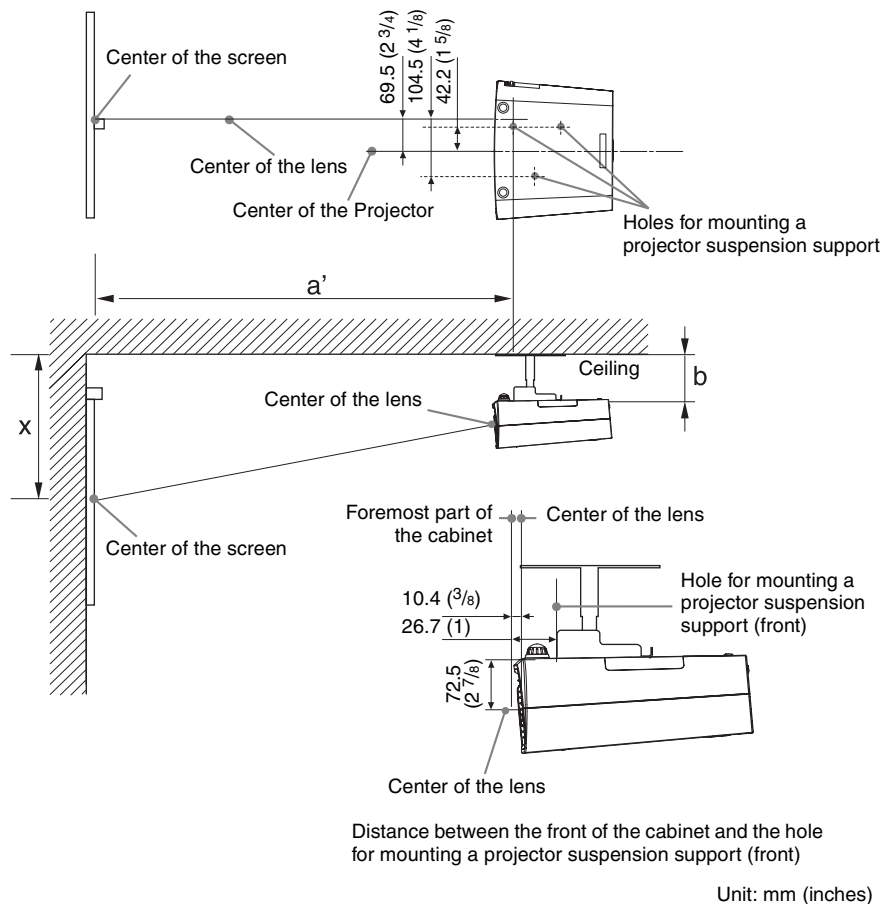 69.5 (2 3/4)
104.5 (4 1/8)
42.2 (1 5/8)
Center of the screen
Center of the lens
Center of the Projector
Holes for mounting a
projector suspension support
a’
Ceiling
b
x
Center of the lens
Center of the screen
Foremost part of
the cabinet
Center of the lens
10.4 (3/8)
26.7 (1)
Hole for mounting a
projector suspension
support (front)
72.5
(2 7/8)
Center of the lens
Distance between the front of the cabinet and the hole
for mounting a projector suspension support (front)
Unit: mm (inches)